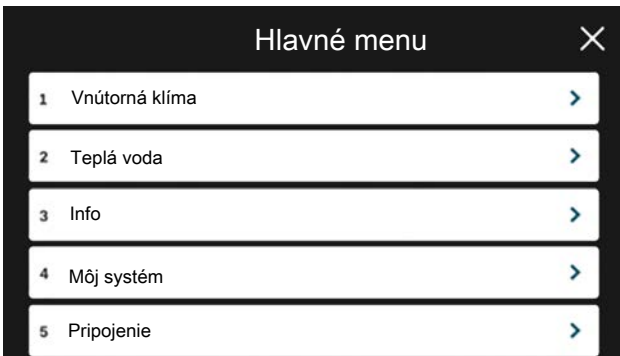 Hlavné menu
1 Vnútorná klíma
2 Teplá voda
3 Info
4 Môj systém
5 Pripojenie